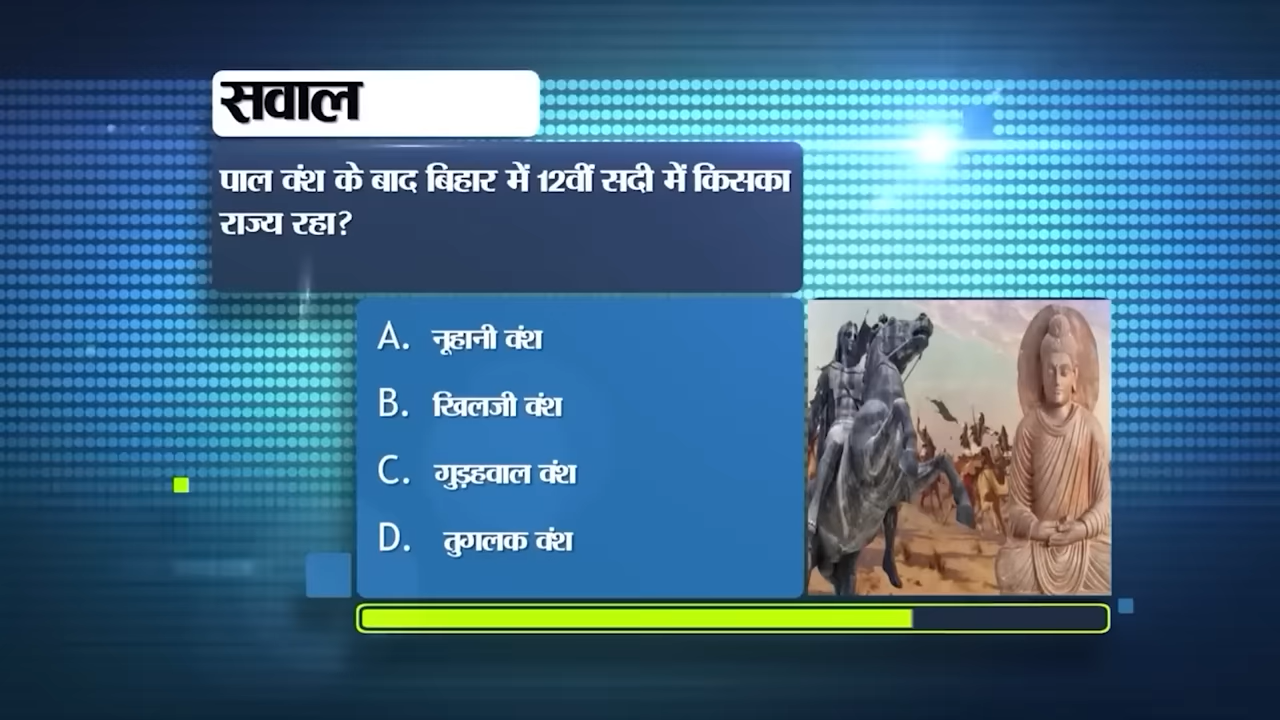 सवाल
पाल वंश के बाद बिहार में 12वीं सदी में किसका
राज्य रहा?
A. नूहानी वंश
B. खिलजी वंश
C. गुड़हवाल वंश
D. तुगलक वंश